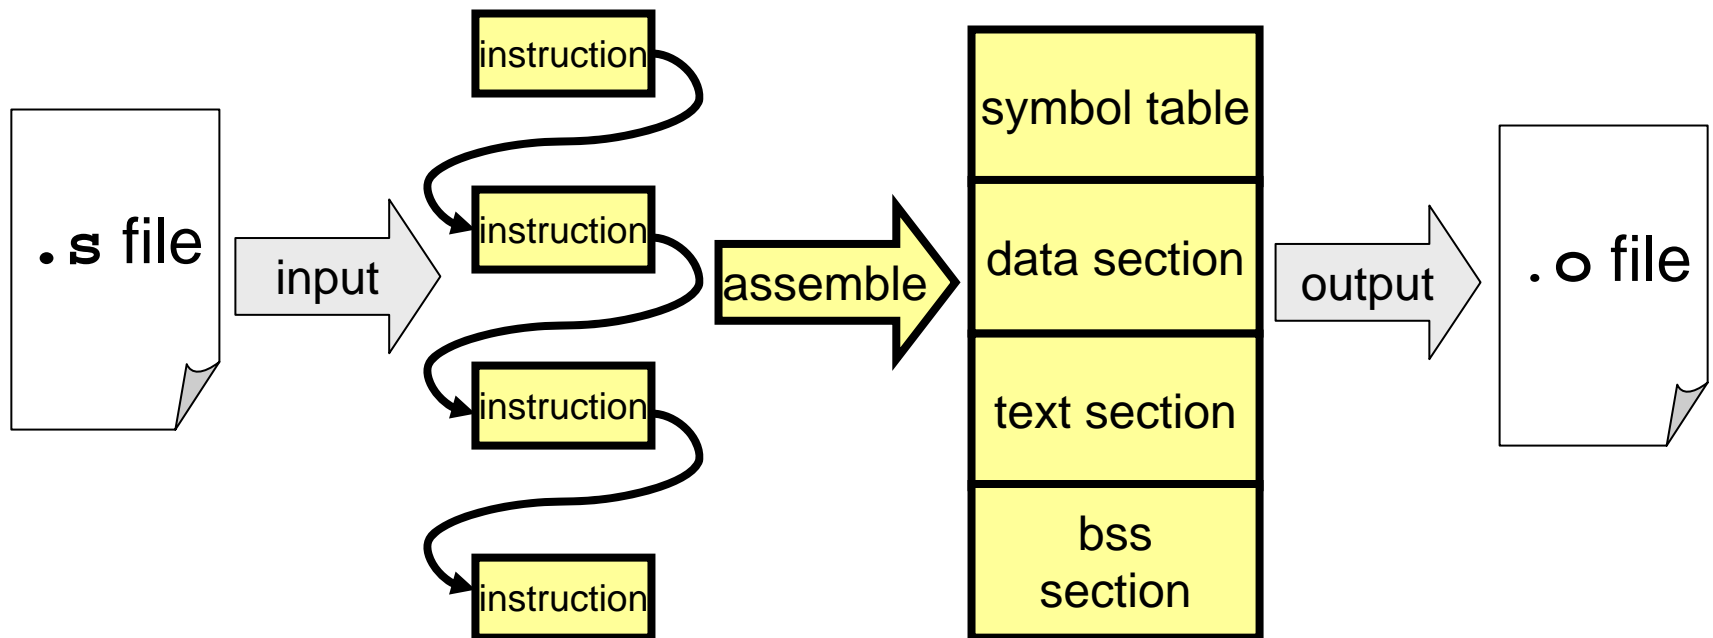 .s file
input
instruction
instruction
instruction
instruction
assemble
symbol table
data section
text section
bss
section
output
.o file